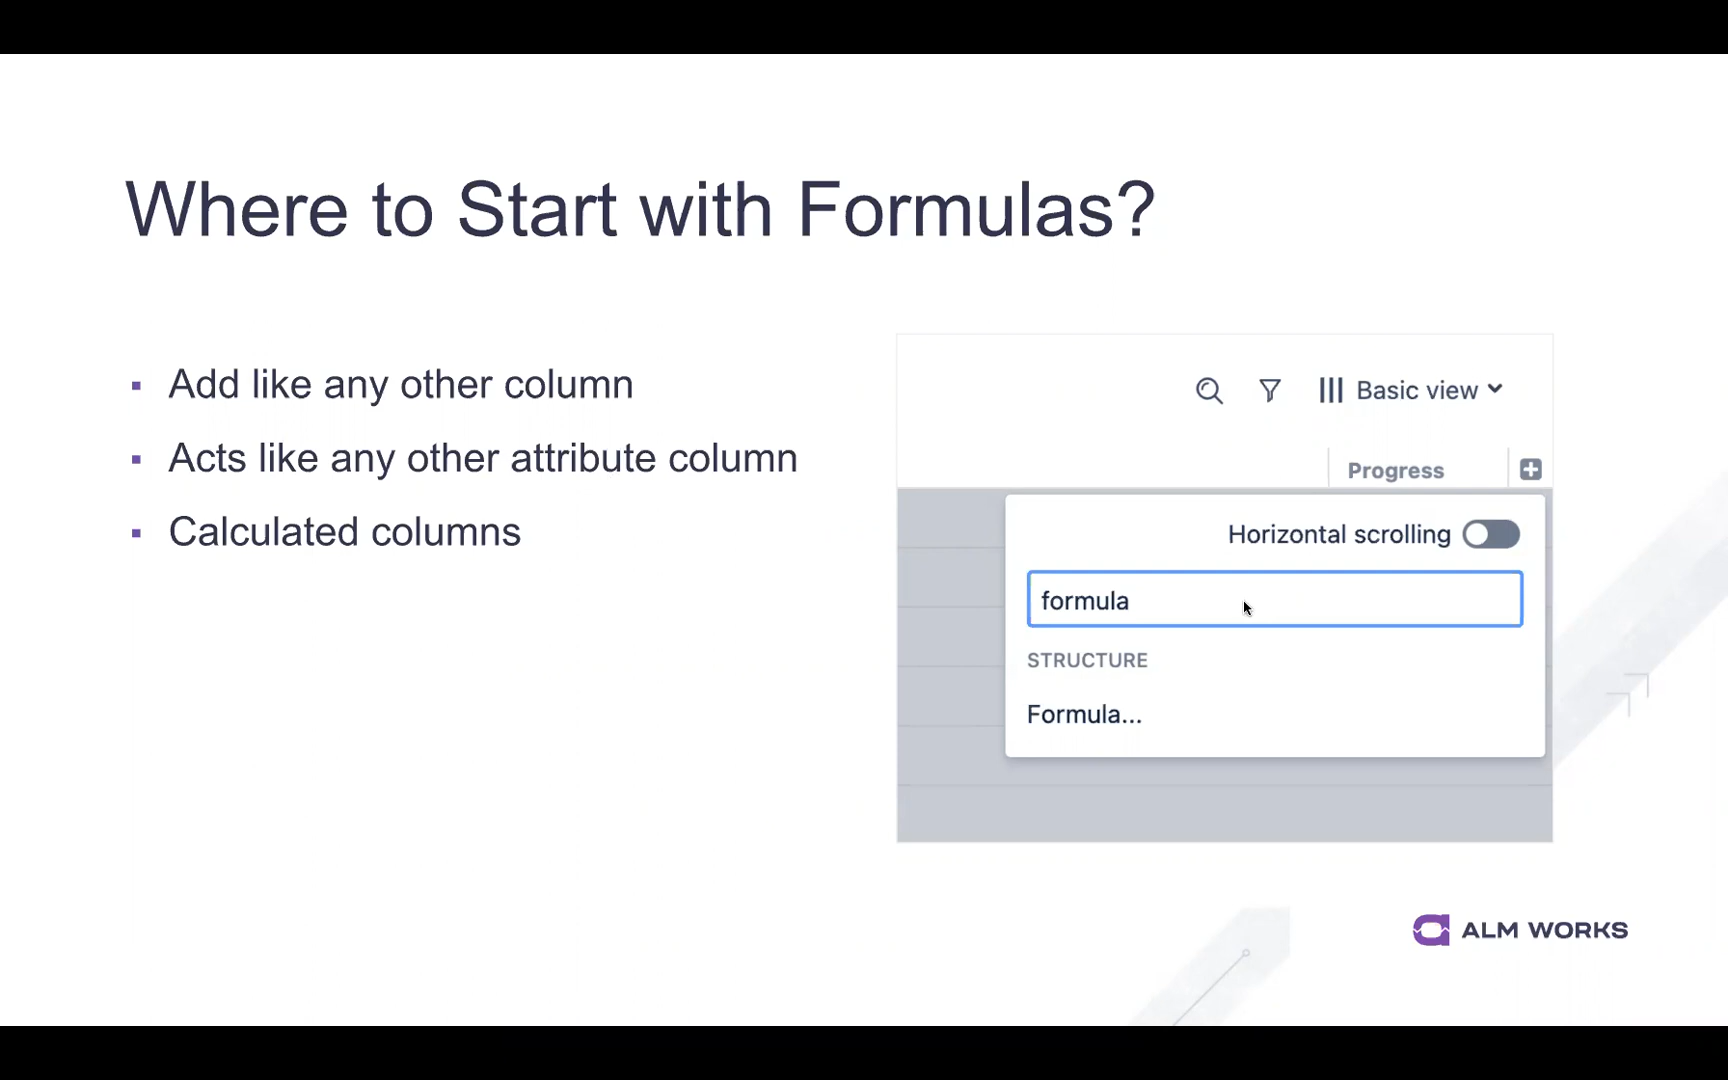 Where to Start with Formulas?
▪ Add like any other column
▪ Acts like any other attribute column
▪ Calculated columns
Basic view
Progress
Horizontal scrolling
formula
STRUCTURE
Formula...
ALM WORKS